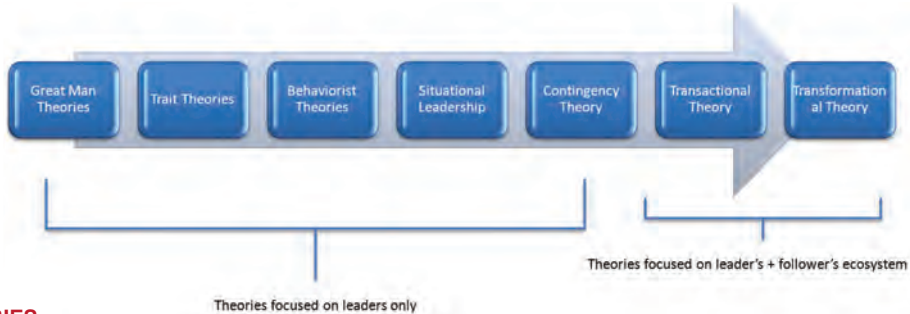 Great Man
Theories
Trait Theories
Behaviorist
Theories
Situational
Leadership
Contingency
Theory
Transactional
Theory
Transformation
al Theory
Theories focused on leader's + follower's ecosystem
Theories focused on leaders only